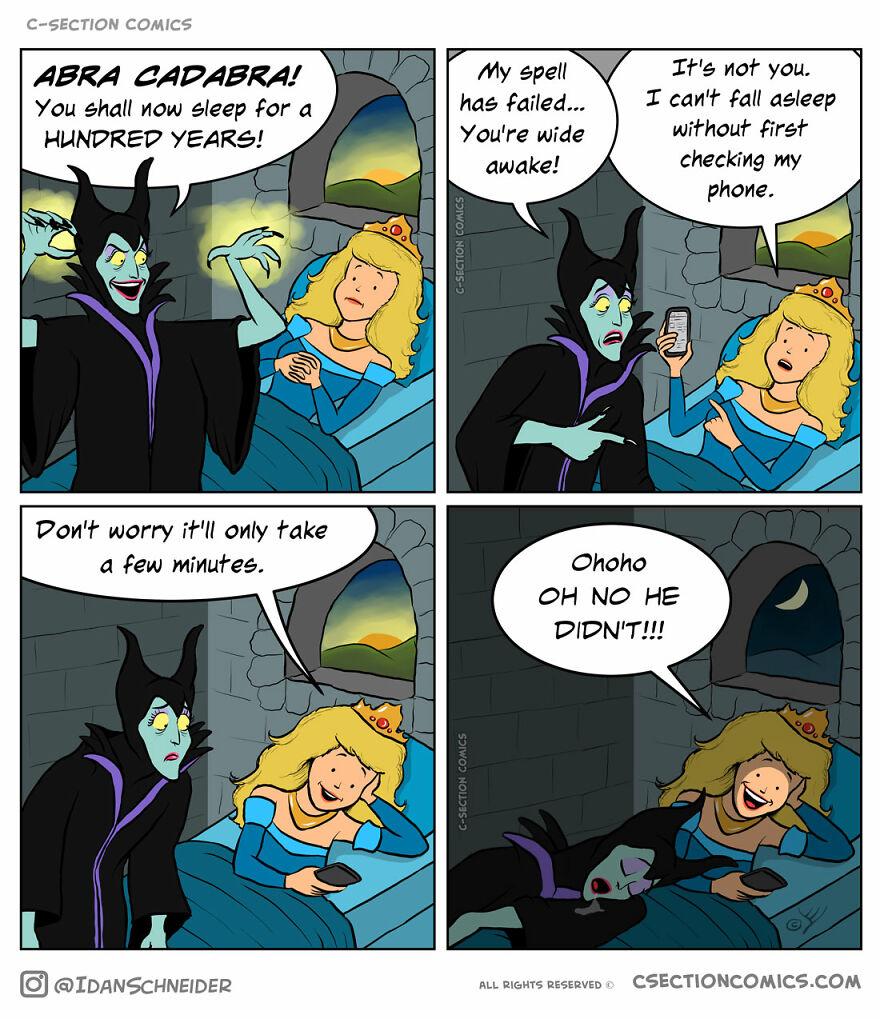 C-SECTION COMICS
ABRA CADABRA!
You shall now sleep for a
HUNDRED YEARS!
My spell
has failed...
You're wide
awake!
It's not you.
I can't fall asleep
without first
checking my
phone.
C-SECTION COMICS
Don't worry it'll only take
a few minutes.
Ohoho
OH NO HE
DIDN'T!!!
C-SECTION COMICS
©
@IDANSCHNEIDER
ALL RIGHTS RESERVED ©
CSECTIONCOMICS.COM